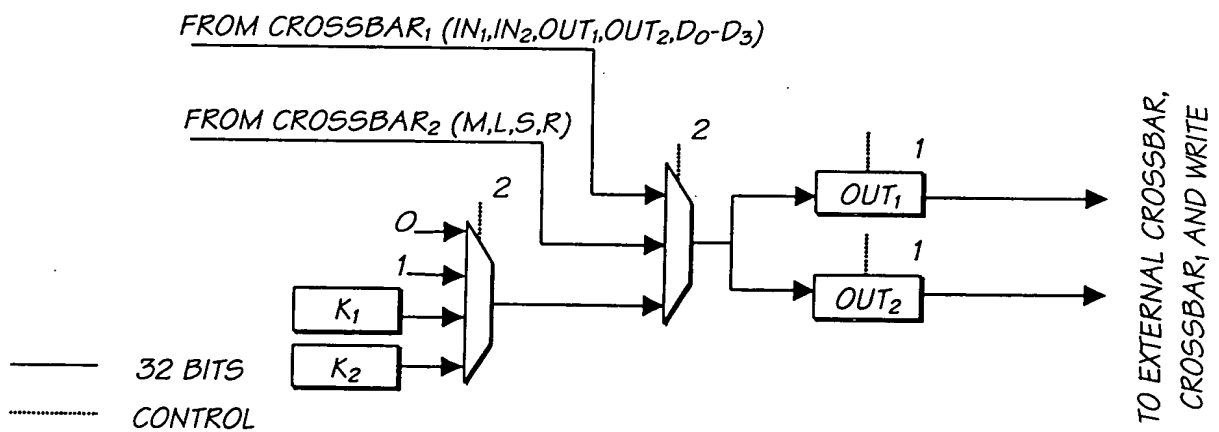 FROM CROSSBAR₁ (IN₁,IN₂,OUT₁,OUT₂,D₀-D₃)
FROM CROSSBAR₂ (M,L,S,R)
2
2
1
OUT₁
0
1
1
OUT₂
K₁
K₂
32 BITS
CONTROL
TO EXTERNAL CROSSBAR,
CROSSBAR₁ AND WRITE